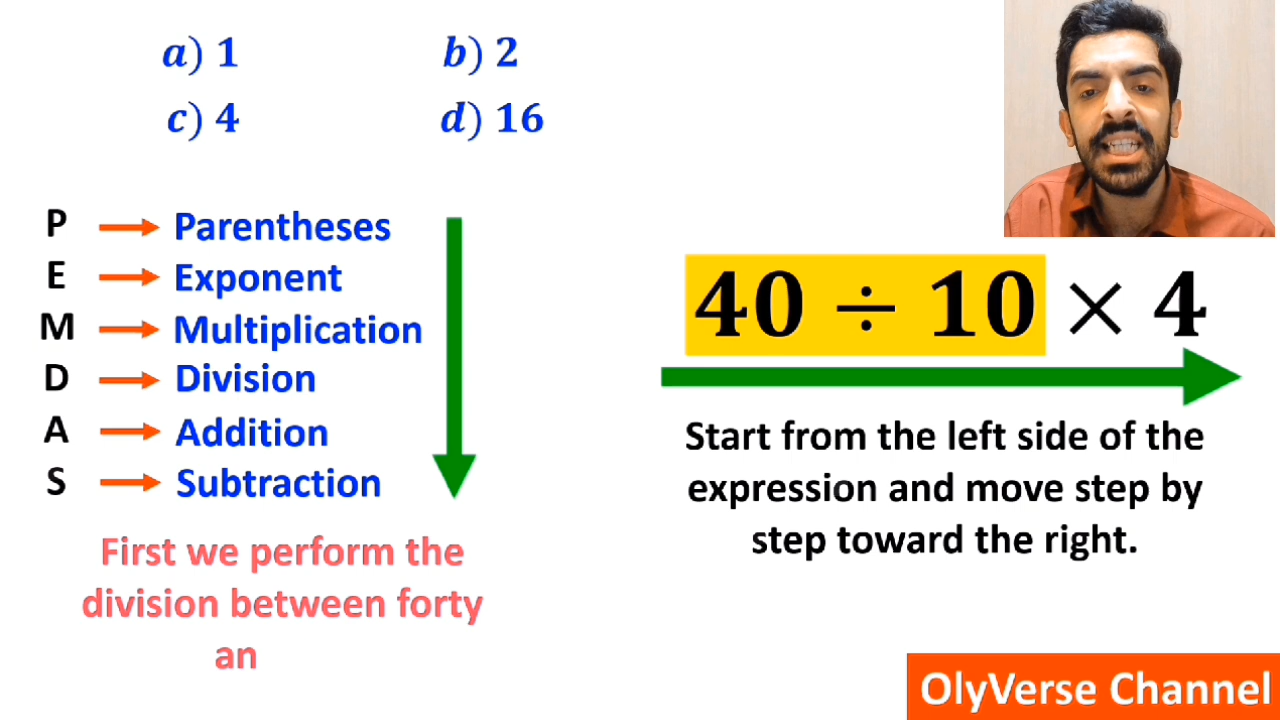 a) 1
b) 2
c) 4
d) 16
P → Parentheses
E → Exponent
M → Multiplication
D → Division
A → Addition
S → Subtraction
First we perform the
division between forty
an
40 ÷ 10 × 4
Start from the left side of the
expression and move step by
step toward the right.
OlyVerse Channel